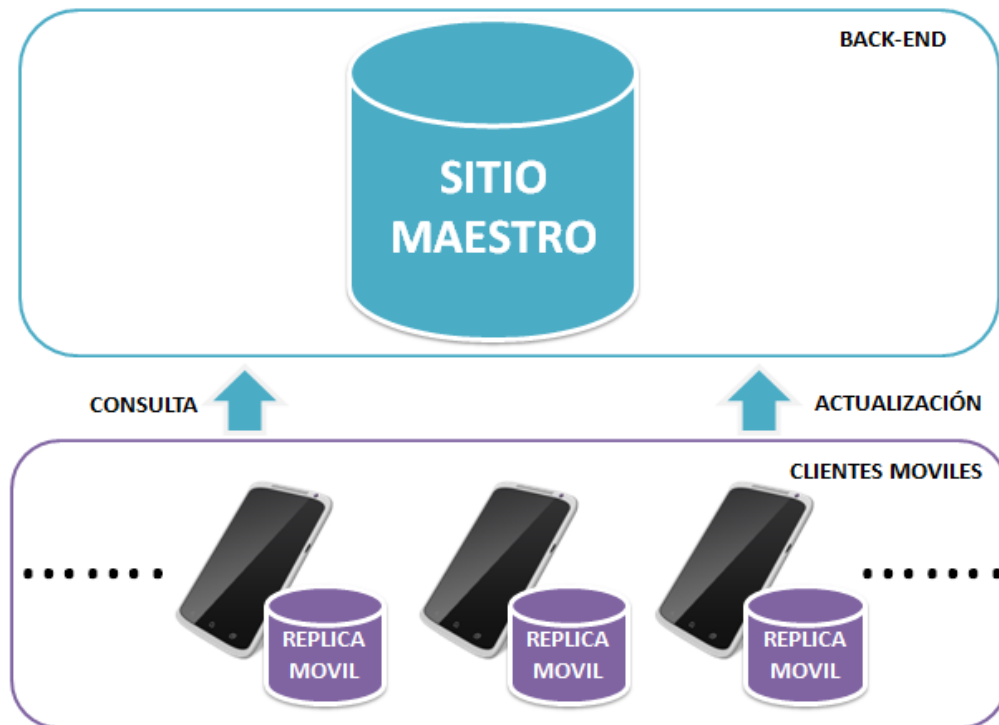 BACK-END
SITIO
MAESTRO
CONSULTA
ACTUALIZACIÓN
CLIENTES MOVILES
REPLICA
MOVIL
REPLICA
MOVIL
REPLICA
MOVIL